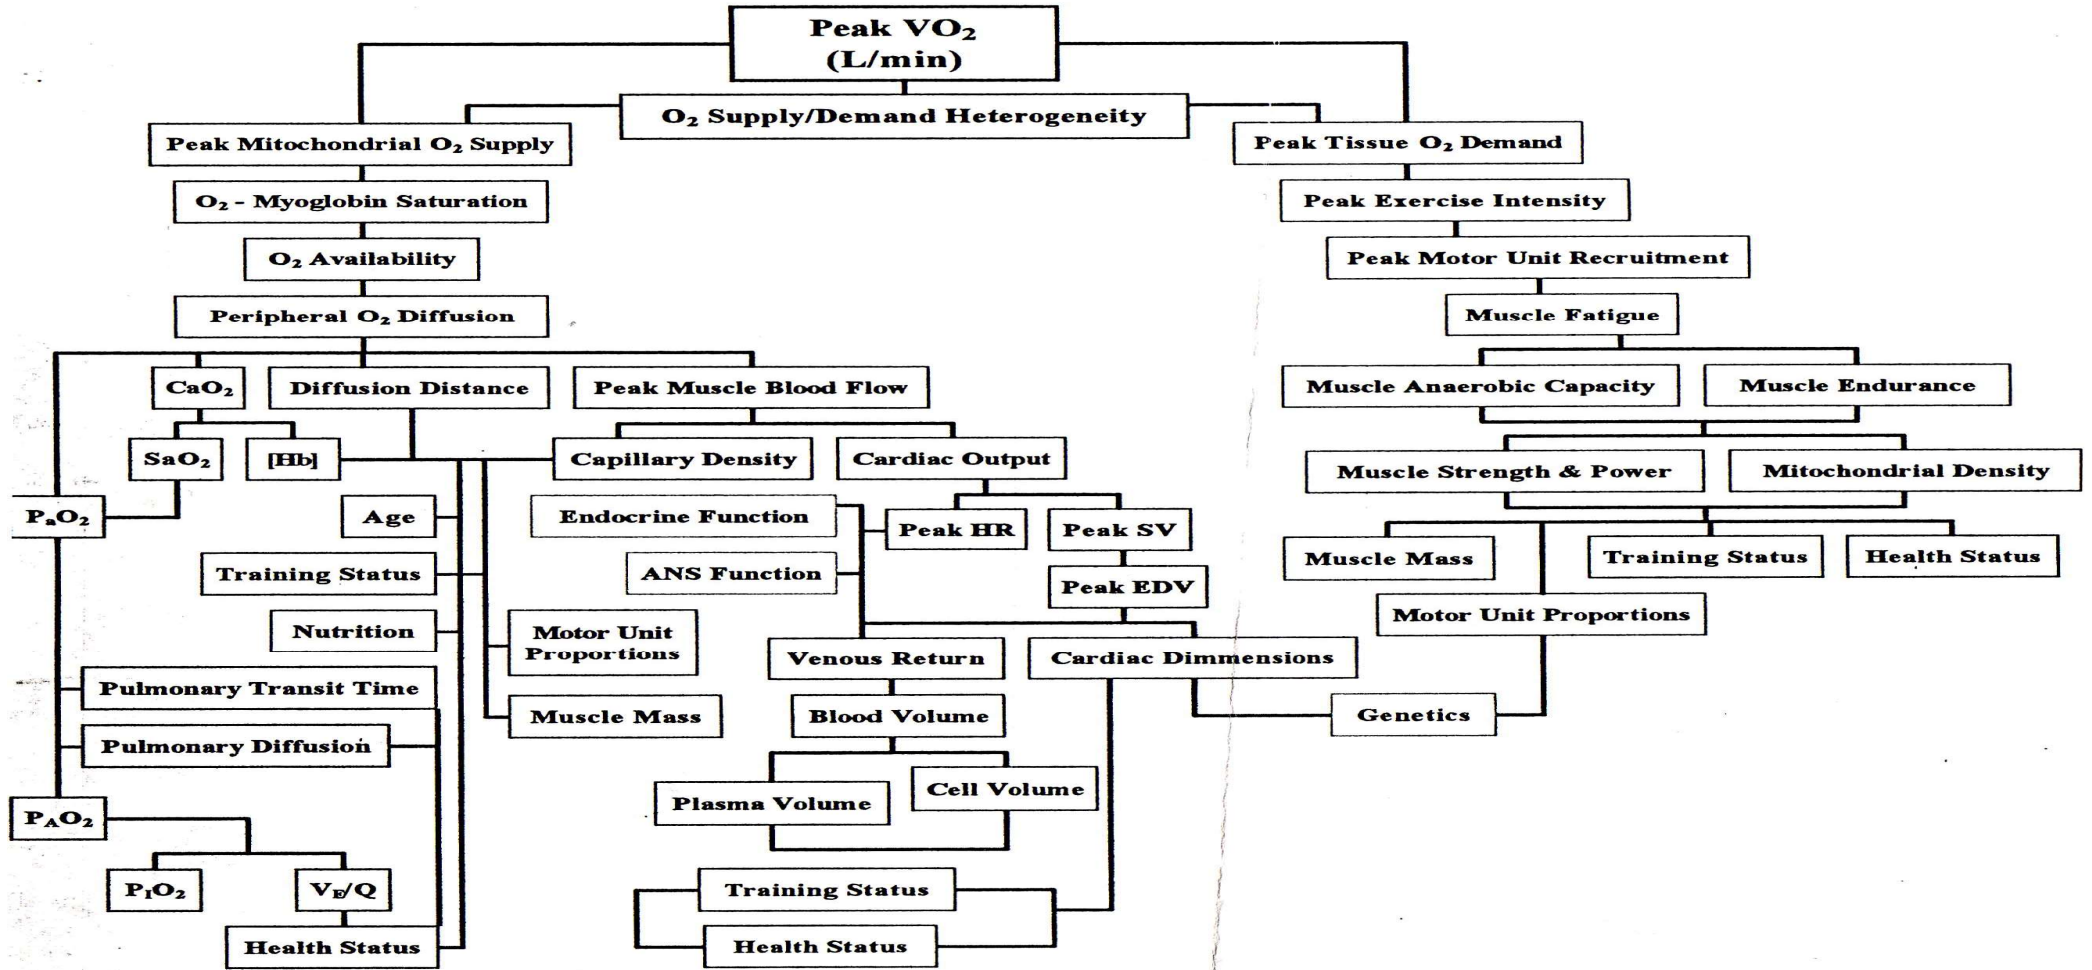 Peak VO₂
(L/min)
O₂ Supply/Demand Heterogeneity
Peak Mitochondrial O₂ Supply
Peak Tissue O₂ Demand
O₂ - Myoglobin Saturation
Peak Exercise Intensity
O₂ Availability
Peak Motor Unit Recruitment
Peripheral O₂ Diffusion
Muscle Fatigue
CaO₂
Diffusion Distance
Peak Muscle Blood Flow
Muscle Anaerobic Capacity
Muscle Endurance
SaO₂
[Hb]
Capillary Density
Cardiac Output
Muscle Strength & Power
Mitochondrial Density
PₐO₂
Age
Endocrine Function
Peak HR
Peak SV
Muscle Mass
Training Status
Health Status
Training Status
ANS Function
Peak EDV
Motor Unit Proportions
Nutrition
Motor Unit
Proportions
Venous Return
Cardiac Dimmensions
Pulmonary Transit Time
Muscle Mass
Blood Volume
Genetics
Pulmonary Diffusion
Plasma Volume
Cell Volume
P_AO₂
P_IO₂
V_E/Q
Training Status
Health Status
Health Status